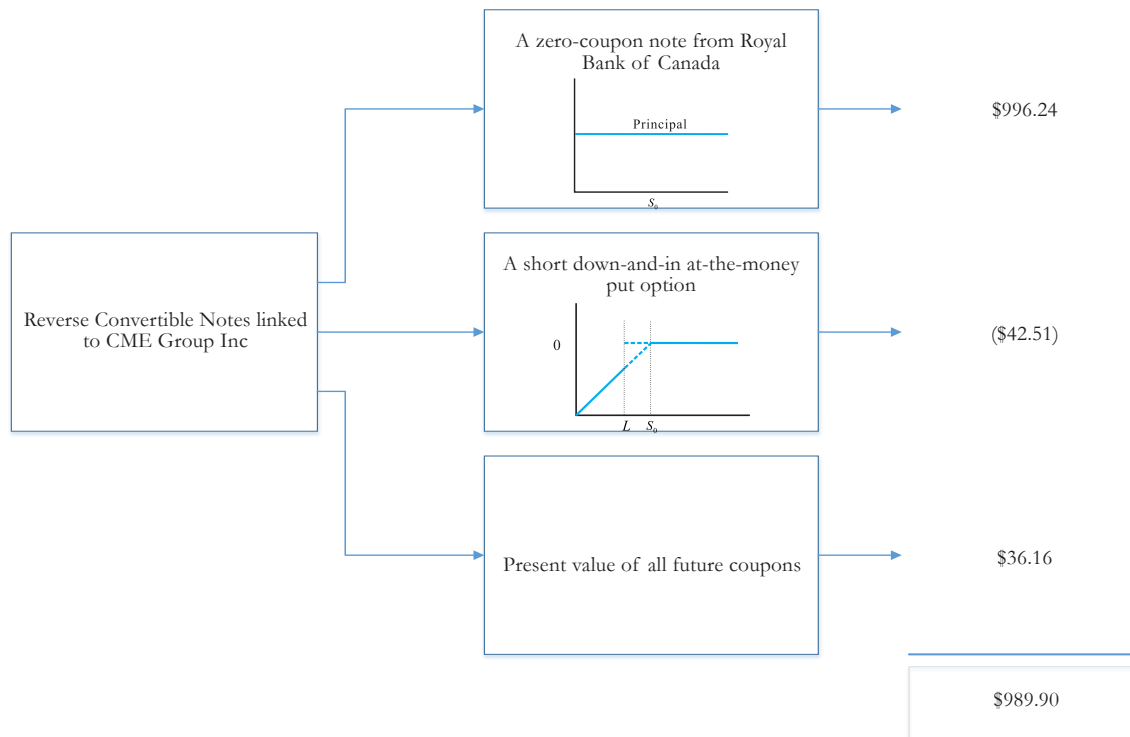 A zero-coupon note from Royal
Bank of Canada
Principal
S₀
$996.24
Reverse Convertible Notes linked
to CME Group Inc
A short down-and-in at-the-money
put option
0
L S₀
($42.51)
Present value of all future coupons
$36.16
$989.90